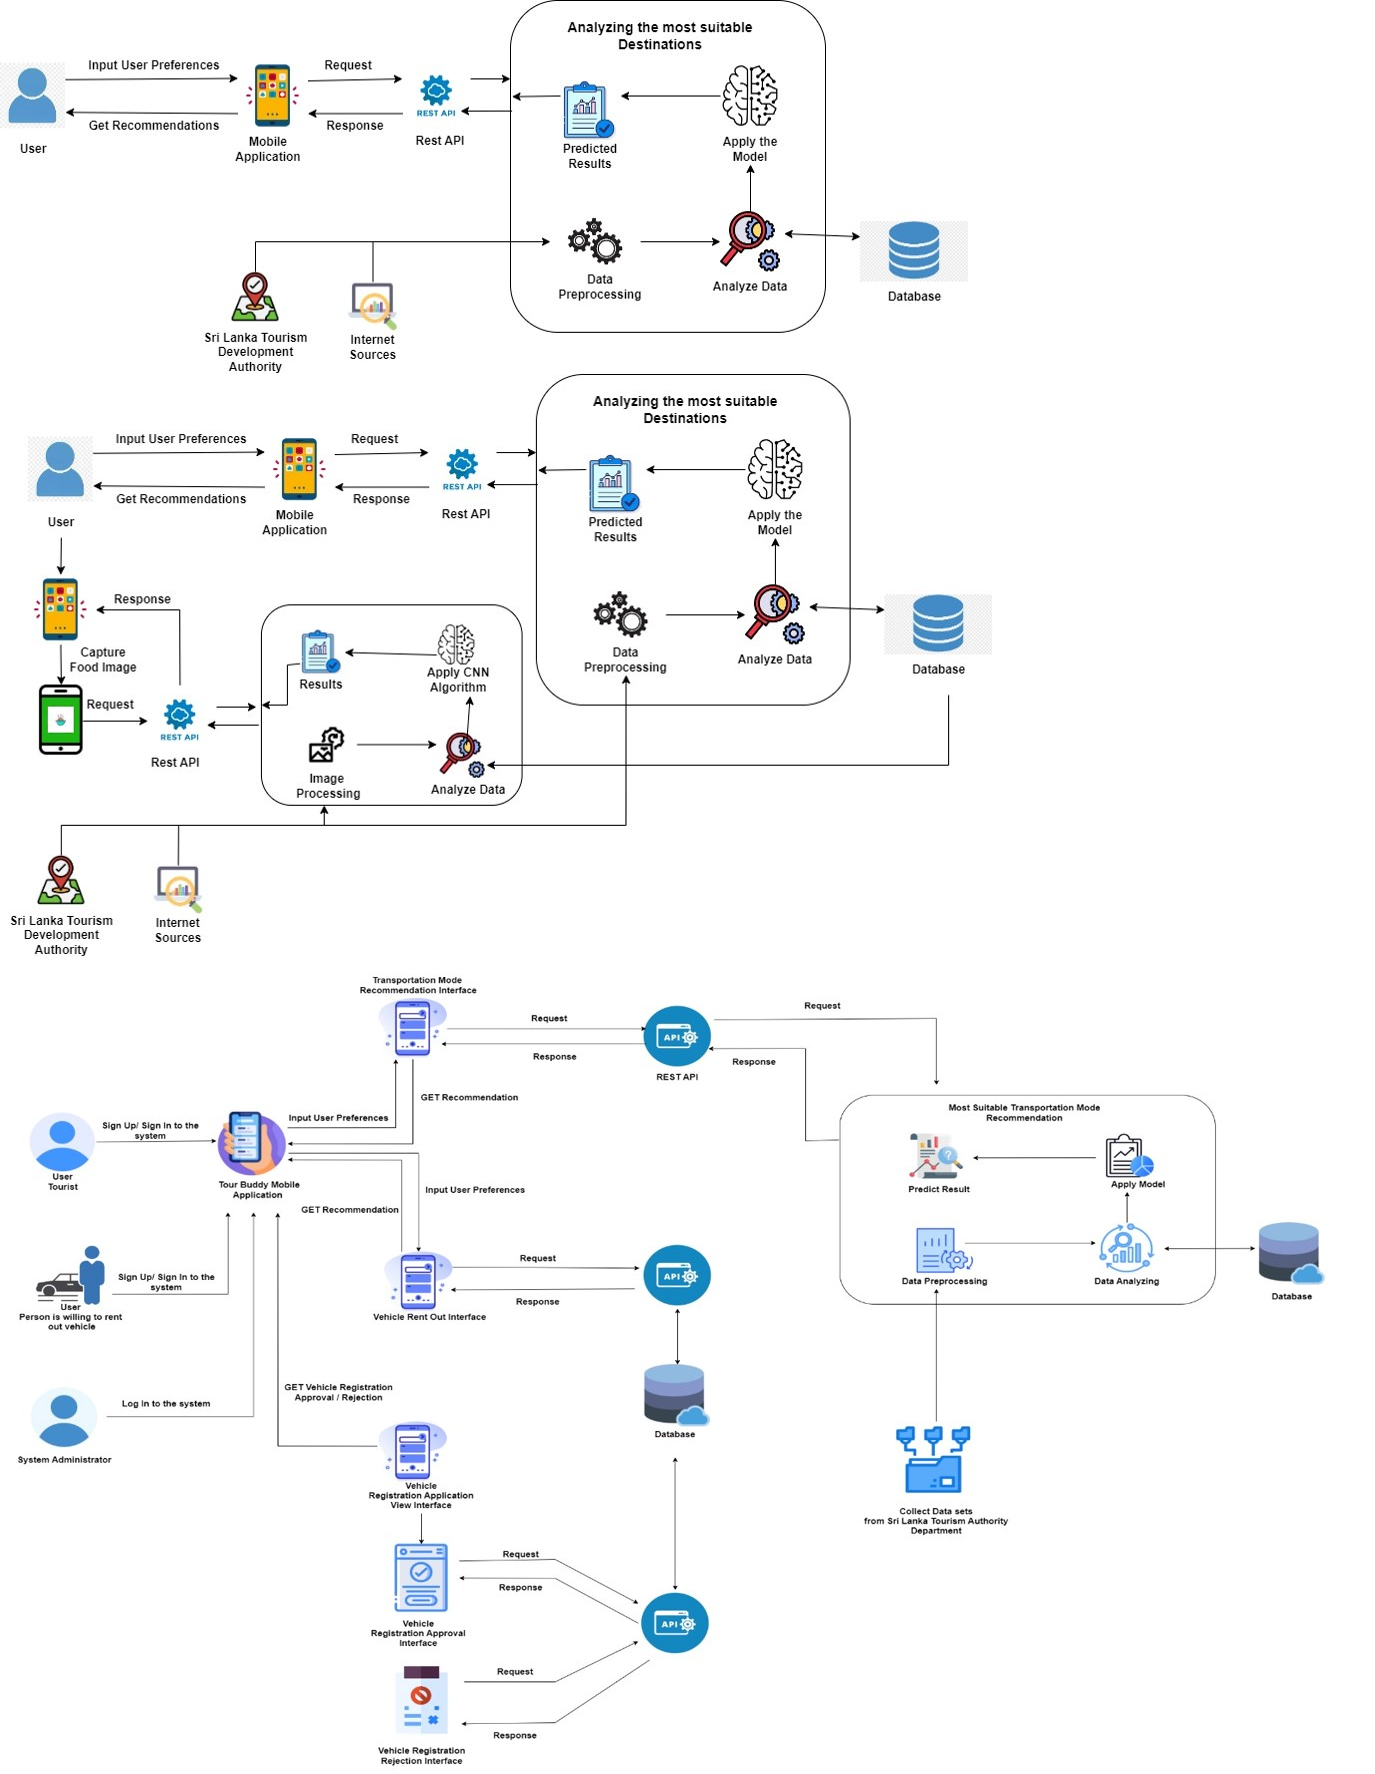 Analyzing the most suitable
Destinations
Input User Preferences
Request
REST API
Get Recommendations
Response
Rest API
User
Mobile
Application
Predicted
Results
Apply the
Model
Data
Preprocessing
Analyze Data
Database
Sri Lanka Tourism
Development
Authority
Internet
Sources
Analyzing the most suitable
Destinations
Input User Preferences
Request
REST API
Get Recommendations
Response
Rest API
User
Mobile
Application
Predicted
Results
Apply the
Model
Response
Capture
Food Image
Request
REST API
Rest API
Results
Apply CNN
Algorithm
Image
Processing
Analyze Data
Data
Preprocessing
Analyze Data
Database
Sri Lanka Tourism
Development
Authority
Internet
Sources
Transportation Mode
Recommendation Interface
Request
Response
API
REST API
Request
Response
GET Recommendation
Input User Preferences
Sign Up/ Sign In to the
system
User
Tourist
Tour Buddy Mobile
Application
Input User Preferences
GET Recommendation
Most Suitable Transportation Mode
Recommendation
Predict Result
Apply Model
Data Preprocessing
Data Analyzing
Database
Sign Up/ Sign In to the
system
User
Person is willing to rent
out vehicle
Request
Response
API
Vehicle Rent Out Interface
Database
GET Vehicle Registration
Approval / Rejection
Log In to the system
System Administrator
Vehicle
Registration Application
View Interface
Collect Data sets
from Sri Lanka Tourism Authority
Department
Request
Response
API
Vehicle
Registration Approval
Interface
Request
Response
Vehicle Registration
Rejection Interface